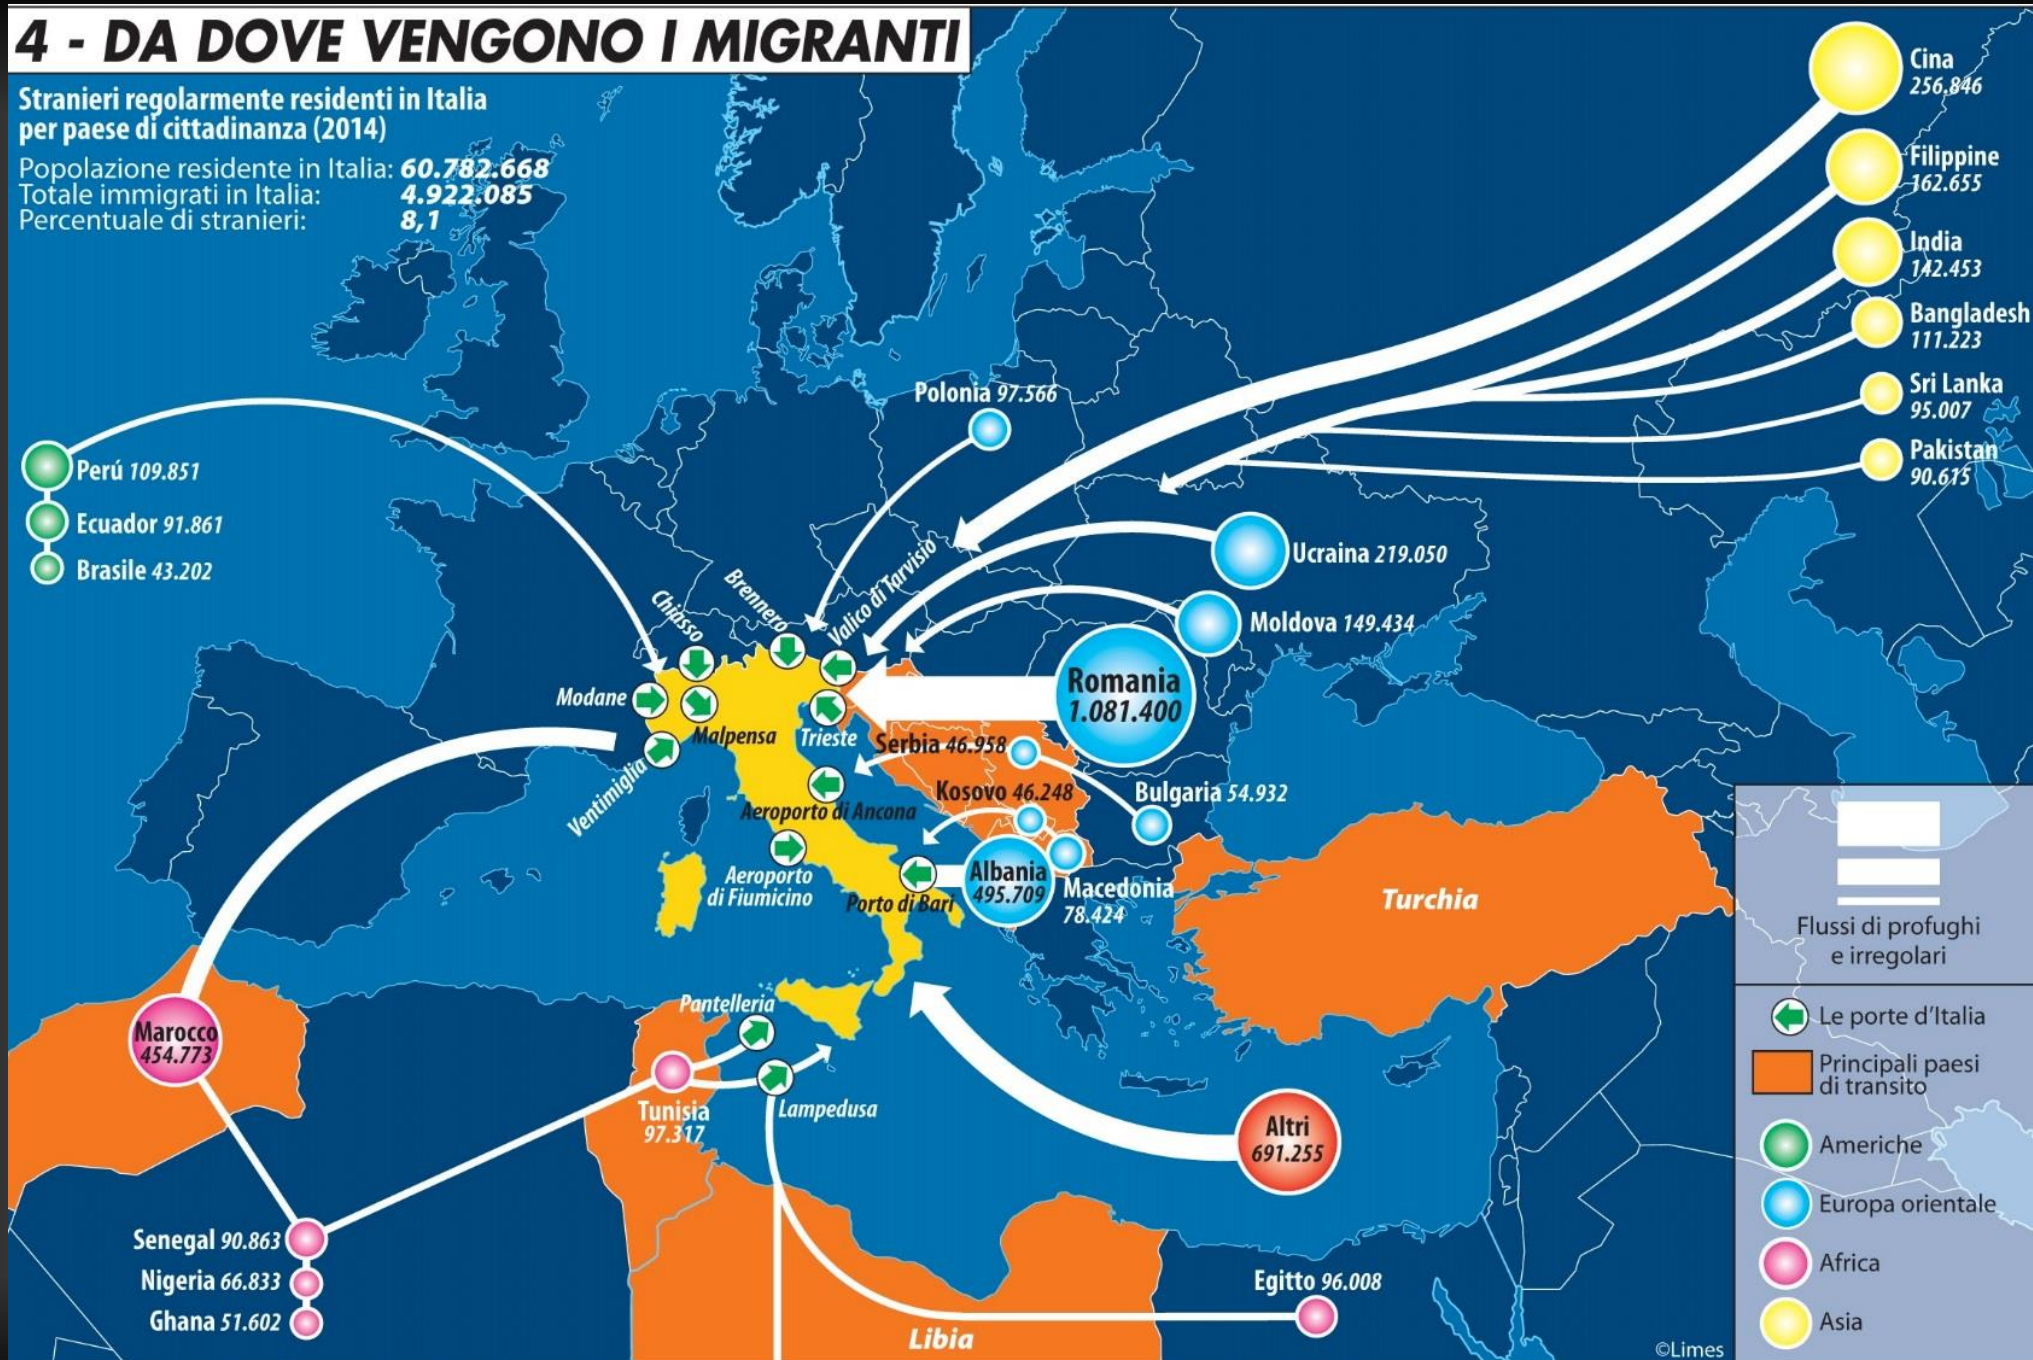 4 - DA DOVE VENGONO I MIGRANTI
Stranieri regolarmente residenti in Italia
per paese di cittadinanza (2014)
Popolazione residente in Italia: 60.782.668
Totale immigrati in Italia: 4.922.085
Percentuale di stranieri: 8,1
Cina
256.846
Filippine
162.655
India
142.453
Bangladesh
111.223
Sri Lanka
95.007
Pakistan
90.615
Polonia 97.566
Perú 109.851
Ecuador 91.861
Brasile 43.202
Ucraina 219.050
Moldova 149.434
Romania
1.081.400
Chiasso
Brennero
Valico di Tarvisio
Modane
Malpensa
Trieste
Ventimiglia
Serbia 46.958
Kosovo 46.248
Bulgaria 54.932
Aeroporto di Ancona
Aeroporto
di Fiumicino
Porto di Bari
Albania
495.709
Macedonia
78.424
Turchia
Pantelleria
Lampedusa
Marocco
454.773
Tunisia
97.317
Altri
691.255
Senegal 90.863
Nigeria 66.833
Ghana 51.602
Egitto 96.008
Libia
Flussi di profughi
e irregolari
Le porte d'Italia
Principali paesi
di transito
Americhe
Europa orientale
Africa
Asia
©Limes